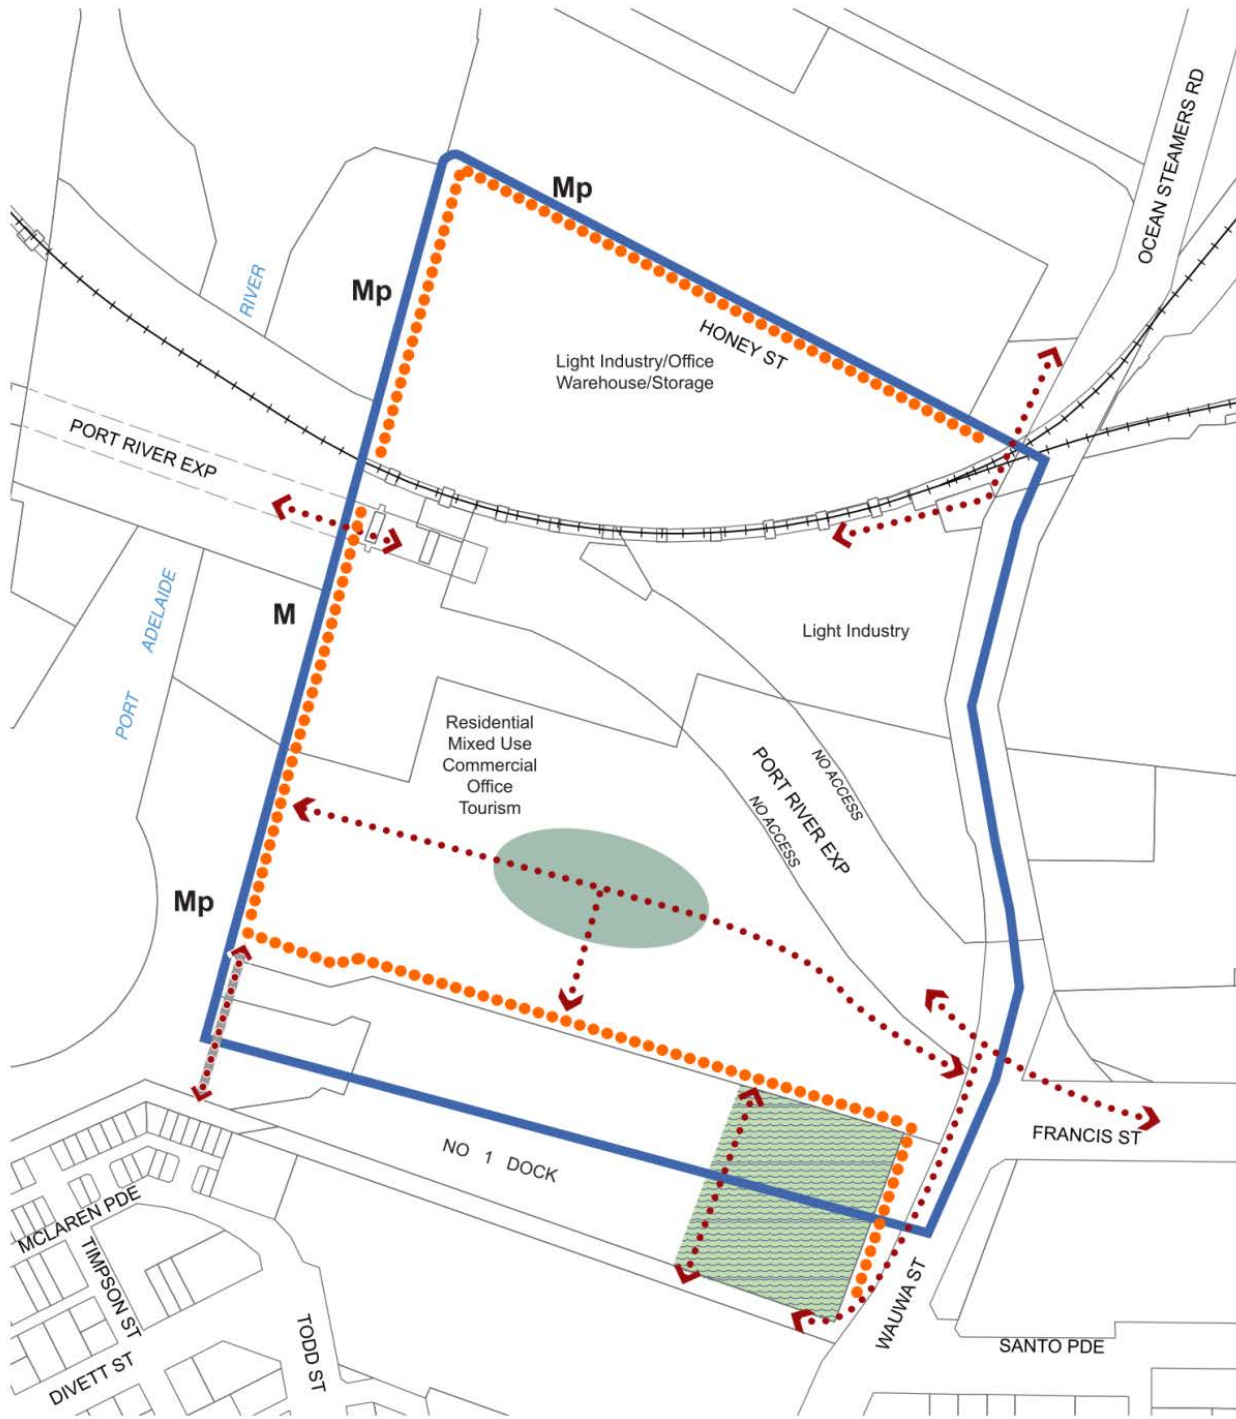 OCEAN STEAMERS RD
Mp
Mp
RIVER
HONEY ST
Light Industry/Office
Warehouse/Storage
PORT RIVER EXP
ADELAIDE
M
Light Industry
PORT
Residential
Mixed Use
Commercial
Office
Tourism
NO ACCESS
PORT RIVER EXP
NO ACCESS
Mp
FRANCIS ST
NO 1 DOCK
MCLAREN PDE
TIMPSON ST
WAUWA ST
TODD ST
SANTO PDE
DIVETT ST